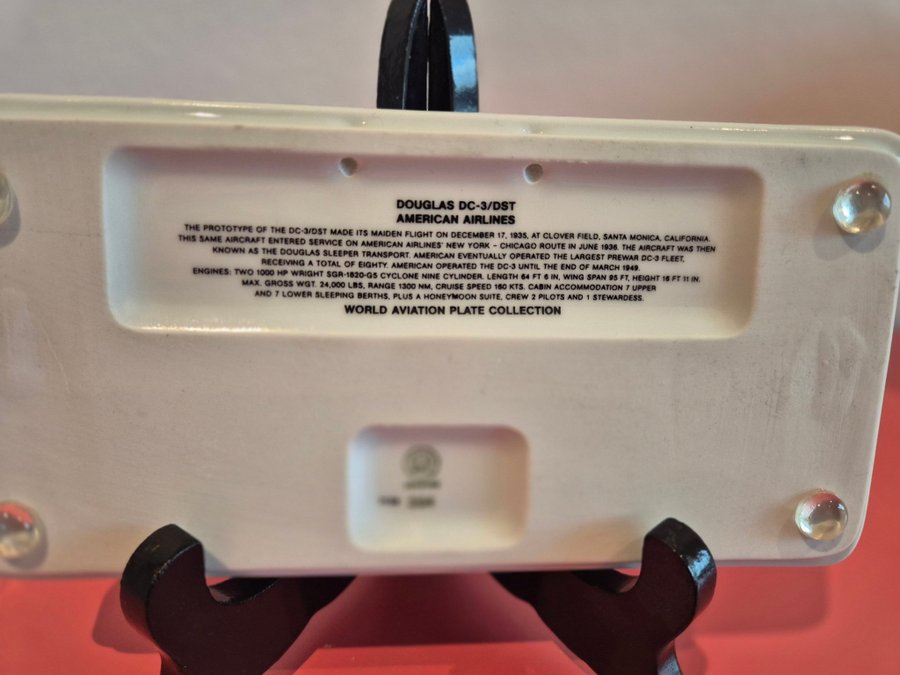 DOUGLAS DC-3/DST
AMERICAN AIRLINES
THE PROTOTYPE OF THE DC-3/DST MADE ITS MAIDEN FLIGHT ON DECEMBER 17, 1935, AT CLOVER FIELD, SANTA MONICA, CALIFORNIA.
THIS SAME AIRCRAFT ENTERED SERVICE ON AMERICAN AIRLINES' NEW YORK - CHICAGO ROUTE IN JUNE 1936. THE AIRCRAFT WAS THEN
KNOWN AS THE DOUGLAS SLEEPER TRANSPORT. AMERICAN EVENTUALLY OPERATED THE LARGEST PREWAR DC-3 FLEET,
RECEIVING A TOTAL OF EIGHTY. AMERICAN OPERATED THE DC-3 UNTIL THE END OF MARCH 1949.
ENGINES: TWO 1000 HP WRIGHT SGR-1820-G5 CYCLONE NINE CYLINDER. LENGTH 64 FT 6 IN, WING SPAN 95 FT, HEIGHT 16 FT 11 IN.
MAX. GROSS WGT. 24,000 LBS, RANGE 1300 NM, CRUISE SPEED 160 KTS. CABIN ACCOMMODATION 7 UPPER
AND 7 LOWER SLEEPING BERTHS, PLUS A HONEYMOON SUITE, CREW 2 PILOTS AND 1 STEWARDESS.
WORLD AVIATION PLATE COLLECTION